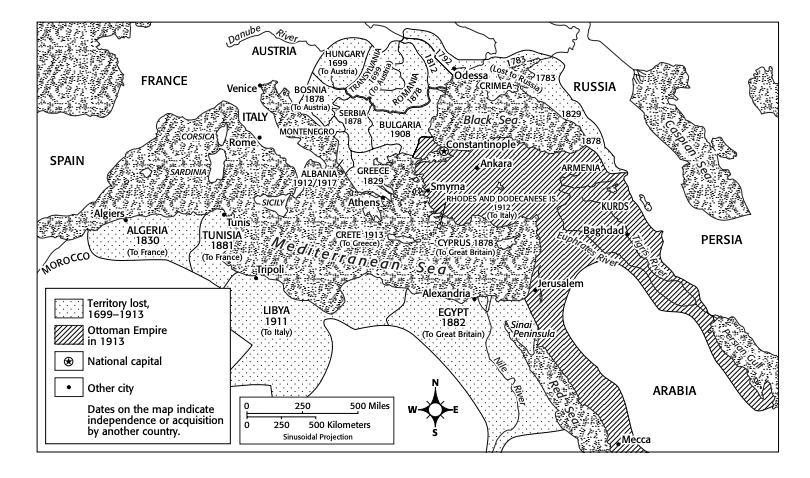 Danube River
AUSTRIA
HUNGARY
1699
(To Austria)
TRANSYLVANIA
1699
(To Austria)
ROMANIA
1878
1812
1792
Odessa
1783
(Lost to Russia)
1783
CRIMEA
RUSSIA
FRANCE
Venice
BOSNIA
1878
(To Austria)
SERBIA
1878
BULGARIA
1908
Black Sea
1829
1878
Caspian Sea
ITALY
CORSICA
Rome
MONTENEGRO
Constantinople
Ankara
SPAIN
SARDINIA
ALBANIA
1912/1917
GREECE
1829
Smyrna
ARMENIA
Athens
SICILY
RHODES AND DODECANESE IS.
1912
(To Italy)
KURDS
Algiers
ALGERIA
1830
(To France)
Tunis
TUNISIA
1881
(To France)
CRETE 1913
(To Greece)
CYPRUS 1878
(To Great Britain)
Baghdad
Tigris River
Euphrates River
PERSIA
MOROCCO
Mediterranean Sea
Tripoli
Alexandria
Jerusalem
LIBYA
1911
(To Italy)
EGYPT
1882
(To Great Britain)
Sinai
Peninsula
Nile River
Red Sea
Persian Gulf
ARABIA
Mecca
Territory lost,
1699–1913
Ottoman Empire
in 1913
National capital
Other city
Dates on the map indicate
independence or acquisition
by another country.
0 250 500 Miles
0 250 500 Kilometers
Sinusoidal Projection
N
W E
S